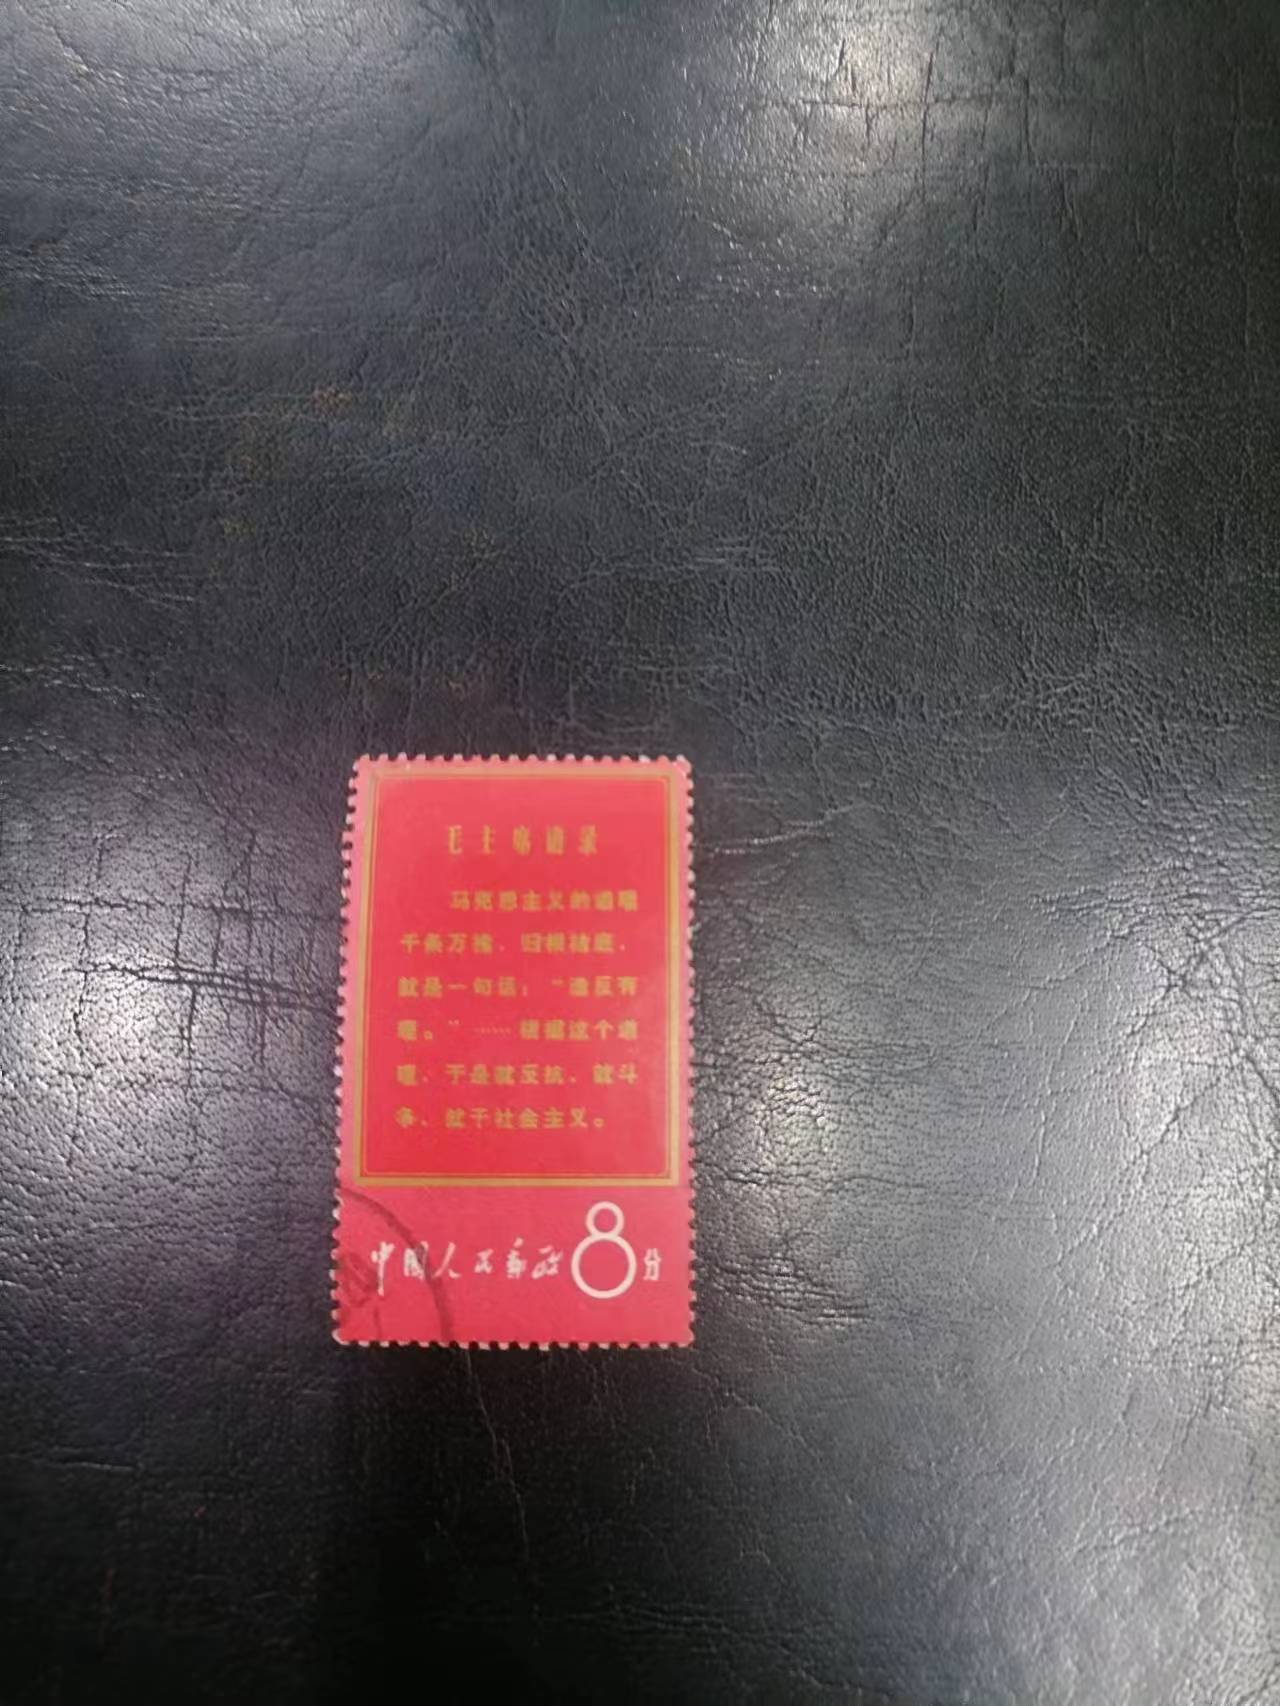 毛主席语录
马克思主义的道理
千条万绪，归根结底，
就是一句话：“造反有
理。”……根据这个道
理，于是就反抗，就斗
争，就干社会主义。
中国人民邮政8分